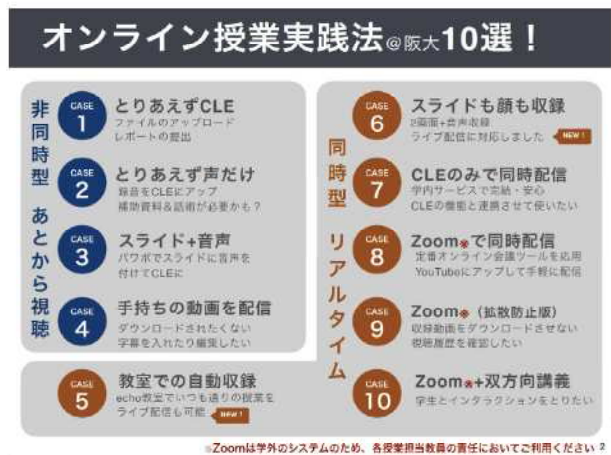 オンライン授業実践法@阪大10選！
非同時型 あとから視聴
CASE 1
とりあえずCLE
ファイルのアップロード
レポートの提出
CASE 2
とりあえず声だけ
録音をCLEにアップ
補助資料&話術が必要かも？
CASE 3
スライド+音声
パワポでスライドに音声を
付けてCLEに
CASE 4
手持ちの動画を配信
ダウンロードされたくない
字幕を入れたり編集したい
CASE 5
教室での自動収録
echo教室でいつも通りの授業を
ライブ配信も可能 NEW！
同時型 リアルタイム
CASE 6
スライドも顔も収録
2画面+音声収録
ライブ配信に対応しました NEW！
CASE 7
CLEのみで同時配信
学内サービスで完結・安心
CLEの機能と連携させて使いたい
CASE 8
Zoom※で同時配信
定番オンライン会議ツールを応用
YouTubeにアップして手軽に配信
CASE 9
Zoom※（拡散防止版）
収録動画をダウンロードさせない
視聴履歴を確認したい
CASE 10
Zoom※+双方向講義
学生とインタラクションをとりたい
※Zoomは学外のシステムのため、各授業担当教員の責任においてご利用ください 2